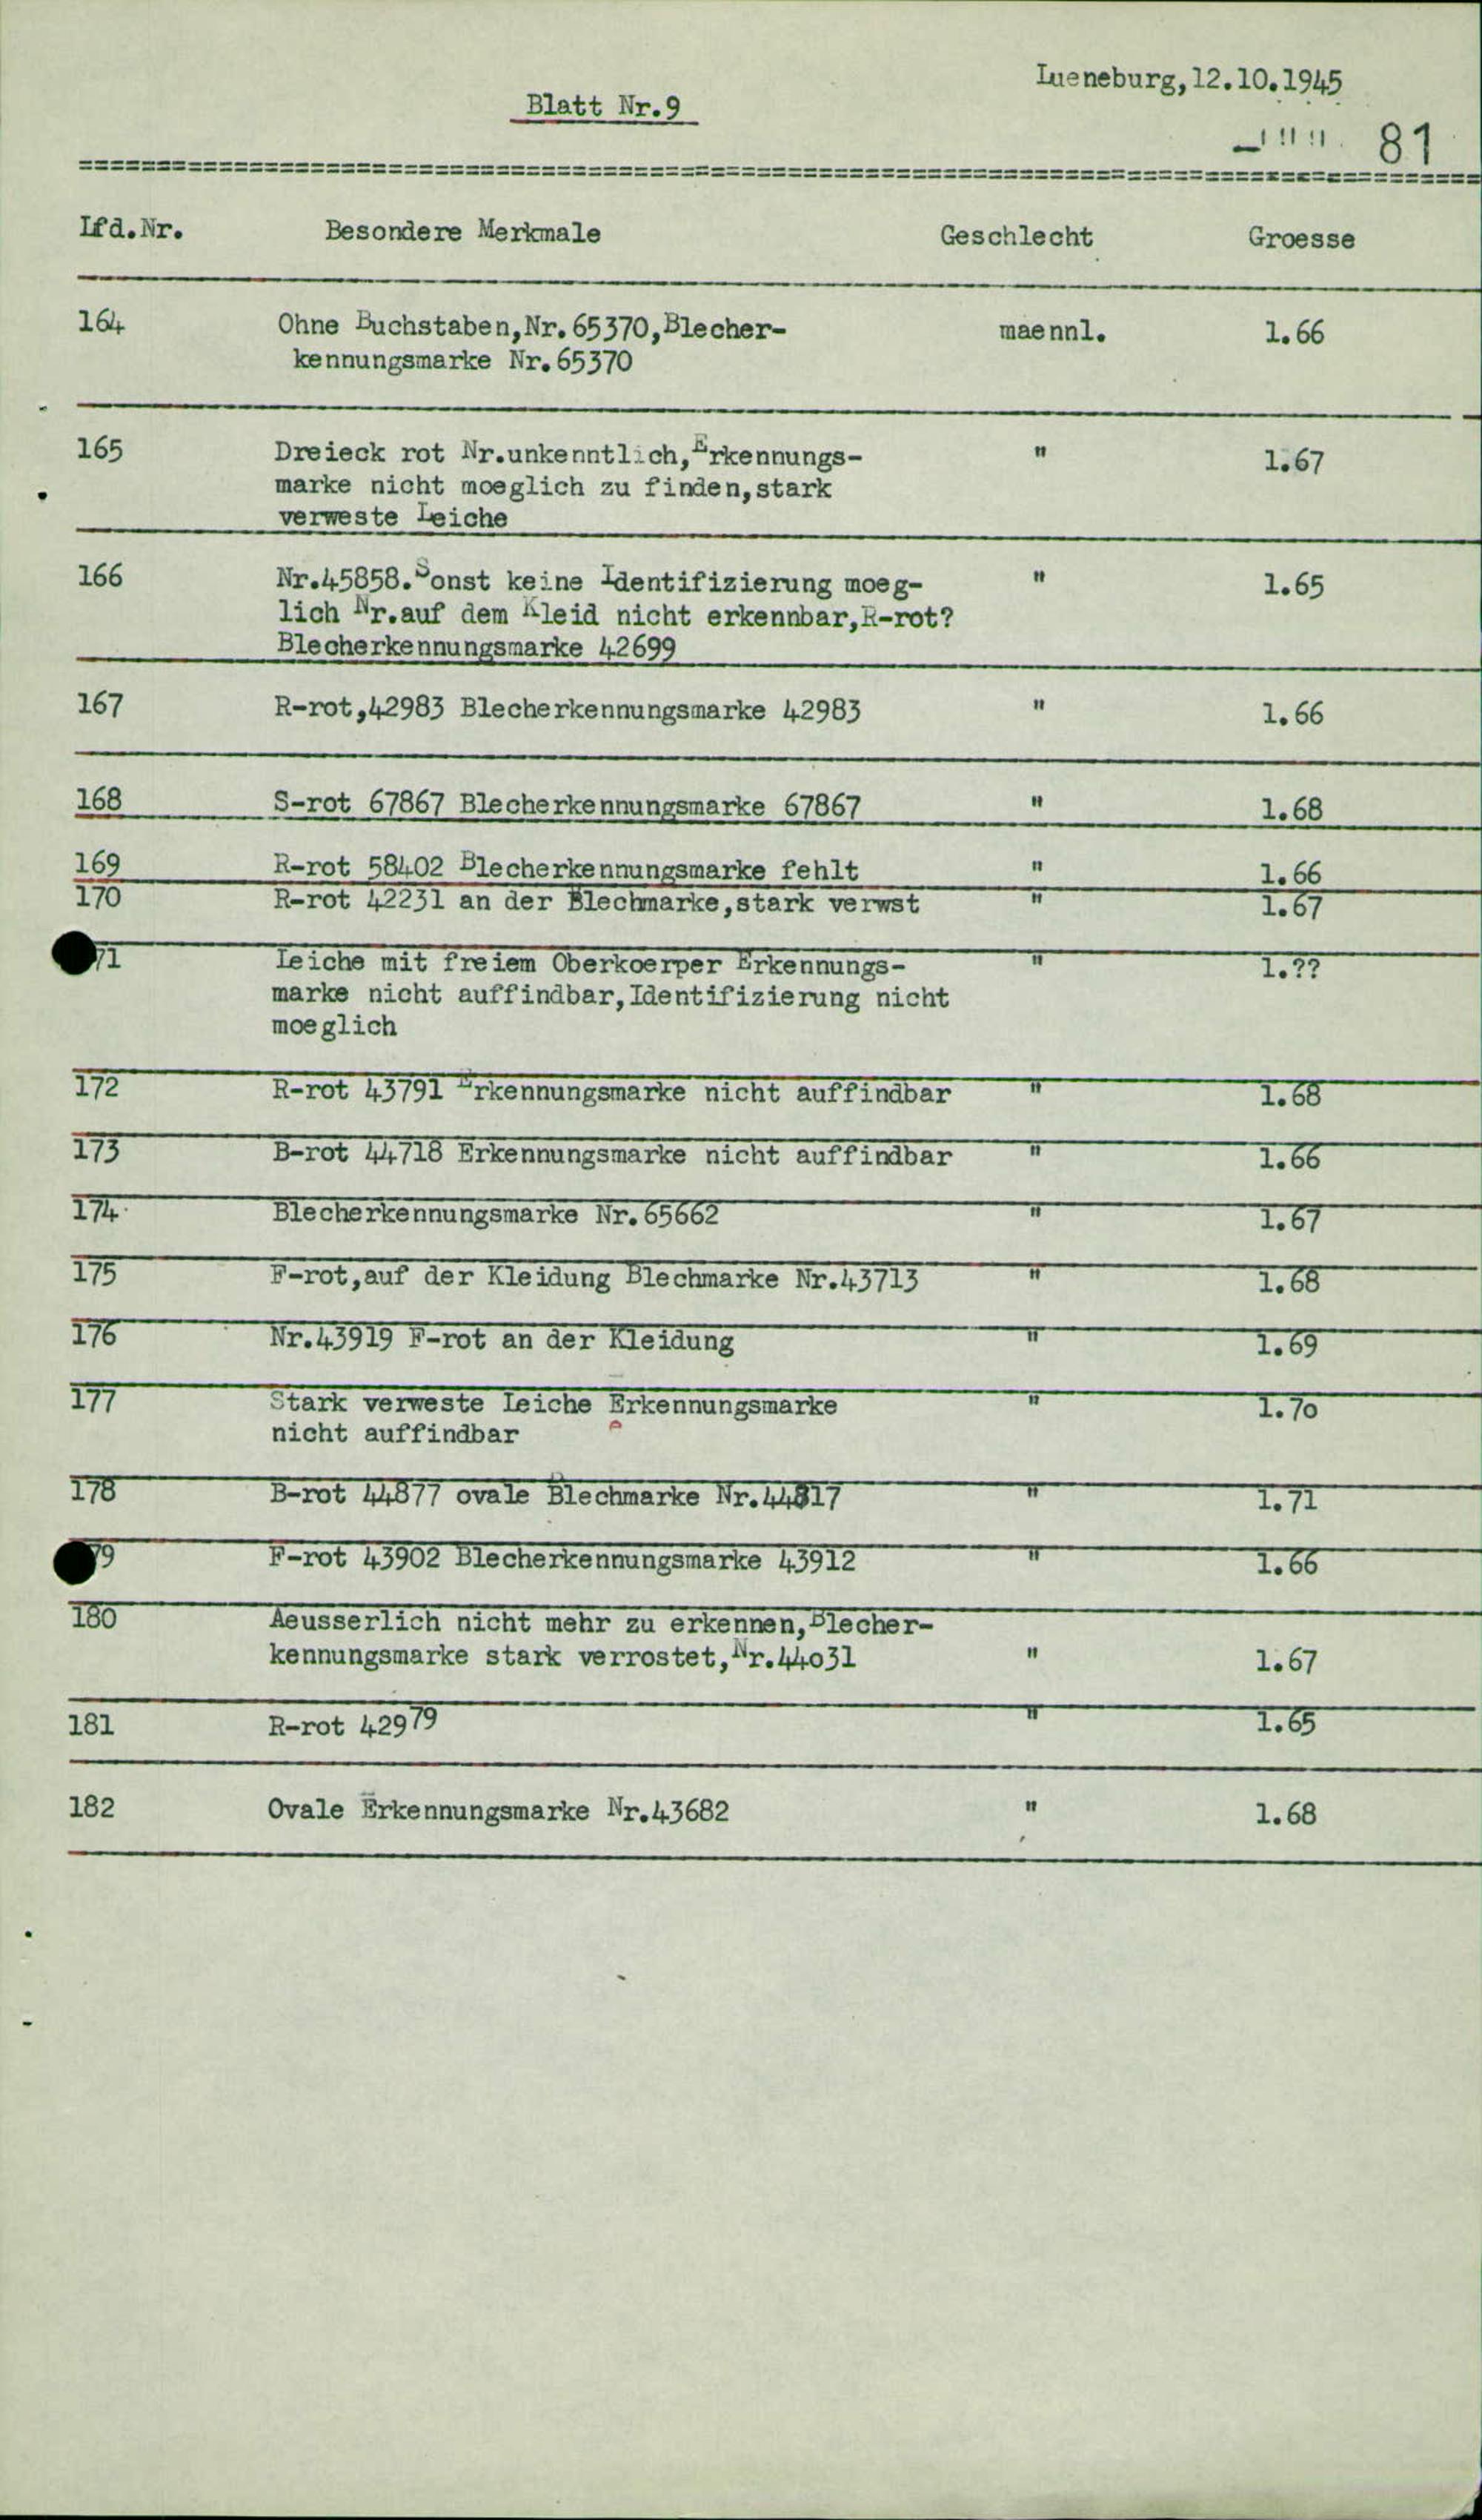 Lueneburg,12.10.1945
Blatt Nr.9
81
Lfd.Nr. Besondere Merkmale Geschlecht Groesse
164 Ohne Buchstaben,Nr.65370,Blecher- maennl. 1.66
kennungsmarke Nr.65370
165 Dreieck rot Nr.unkenntlich,Erkennungs- " 1.67
marke nicht moeglich zu finden,stark
verweste Leiche
166 Nr.45858.Sonst keine Identifizierung moeg- " 1.65
lich Nr.auf dem Kleid nicht erkennbar,R-rot?
Blecherkennungsmarke 42699
167 R-rot,42983 Blecherkennungsmarke 42983 " 1.66
168 S-rot 67867 Blecherkennungsmarke 67867 " 1.68
169 R-rot 58402 Blecherkennungsmarke fehlt " 1.66
170 R-rot 42231 an der Blechmarke,stark verwst " 1.67
71 Leiche mit freiem Oberkoerper Erkennungs- " 1.??
marke nicht auffindbar,Identifizierung nicht
moeglich
172 R-rot 43791 Erkennungsmarke nicht auffindbar " 1.68
173 B-rot 44718 Erkennungsmarke nicht auffindbar " 1.66
174 Blecherkennungsmarke Nr.65662 " 1.67
175 F-rot,auf der Kleidung Blechmarke Nr.43713 " 1.68
176 Nr.43919 F-rot an der Kleidung " 1.69
177 Stark verweste Leiche Erkennungsmarke " 1.70
nicht auffindbar
178 B-rot 44877 ovale Blechmarke Nr.44817 " 1.71
79 F-rot 43902 Blecherkennungsmarke 43912 " 1.66
180 Aeusserlich nicht mehr zu erkennen,Blecher-
kennungsmarke stark verrostet,Nr.44o31 " 1.67
181 R-rot 42979 " 1.65
182 Ovale Erkennungsmarke Nr.43682 " 1.68